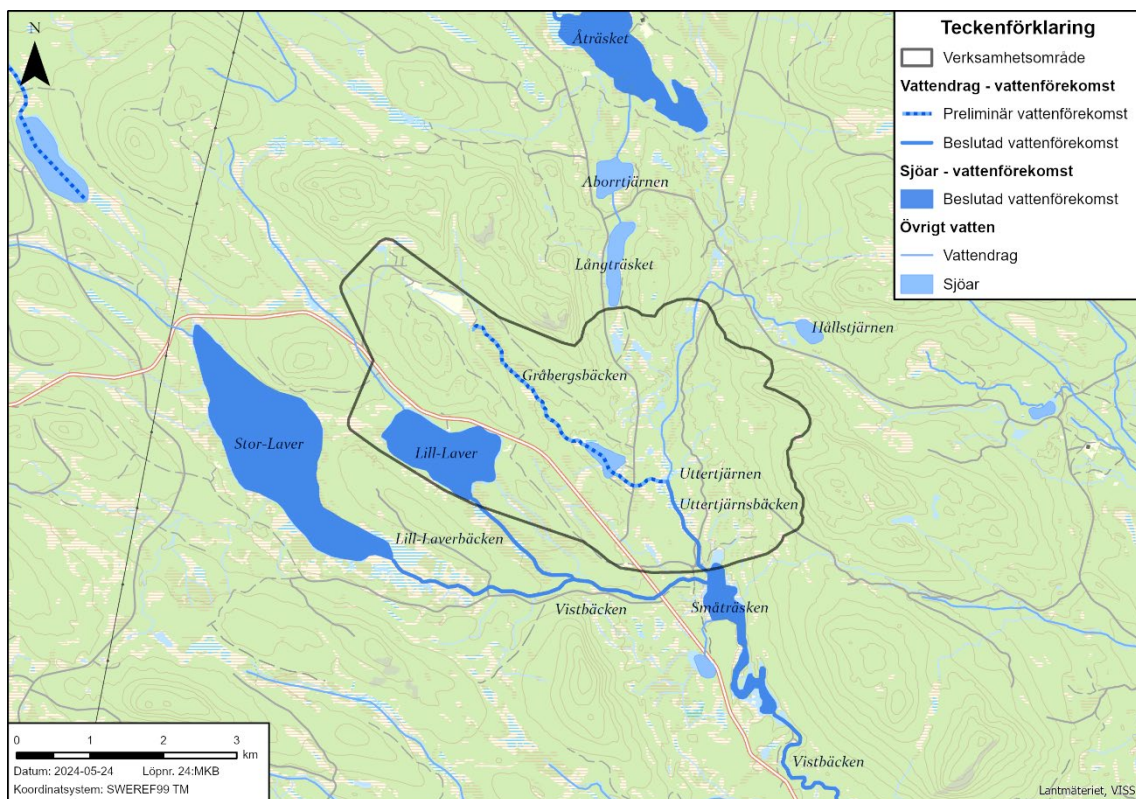 N
Åträsket
Aborrtjärnen
Långträsket
Hållstjärnen
Gråbergsbäcken
Stor-Laver
Lill-Laver
Uttertjärnen
Uttertjärnsbäcken
Lill-Laverbäcken
Vistbäcken
Småträsken
Vistbäcken
Teckenförklaring
Verksamhetsområde
Vattendrag - vattenförekomst
Preliminär vattenförekomst
Beslutad vattenförekomst
Sjöar - vattenförekomst
Beslutad vattenförekomst
Övrigt vatten
Vattendrag
Sjöar
0 1 2 3
km
Datum: 2024-05-24 Löpnr. 24:MKB
Koordinatsystem: SWEREF99 TM
Lantmäteriet, VISS